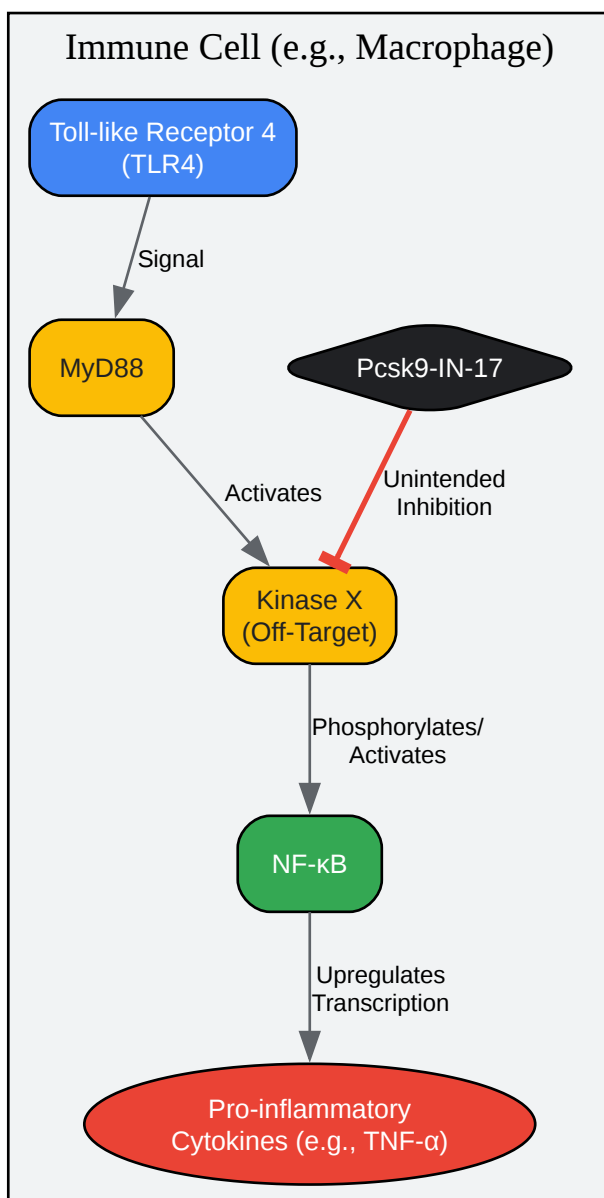 Immune Cell (e.g., Macrophage)
Toll-like Receptor 4
(TLR4)
Signal
MyD88
Pcsk9-IN-17
Activates
Unintended
Inhibition
Kinase X
(Off-Target)
Phosphorylates/
Activates
NF-κB
Upregulates
Transcription
Pro-inflammatory
Cytokines (e.g., TNF-α)